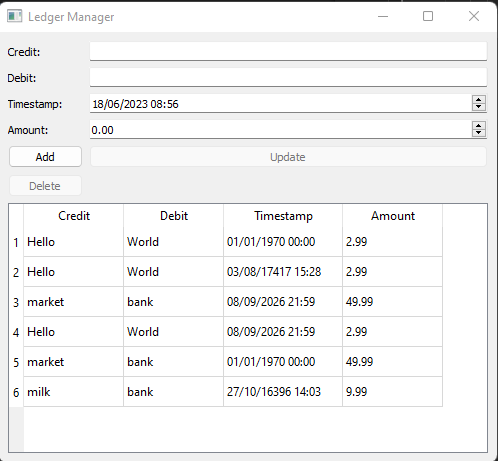 Ledger Manager
Credit:
Debit:
Timestamp: 18/06/2023 08:56
Amount: 0.00
Add Update
Delete
Credit Debit Timestamp Amount
1 Hello World 01/01/1970 00:00 2.99
2 Hello World 03/08/17417 15:28 2.99
3 market bank 08/09/2026 21:59 49.99
4 Hello World 08/09/2026 21:59 2.99
5 market bank 01/01/1970 00:00 49.99
6 milk bank 27/10/16396 14:03 9.99